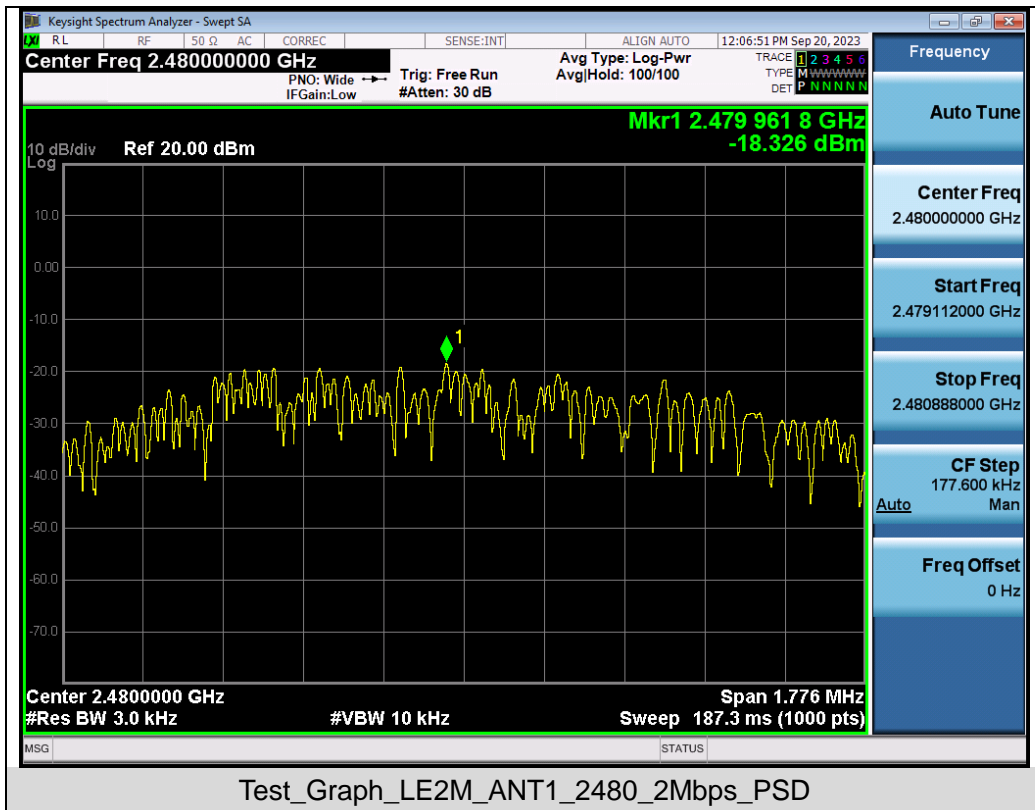 Keysight Spectrum Analyzer - Swept SA
LXI RL RF 50 Ω AC CORREC SENSE:INT ALIGN AUTO 12:06:51 PM Sep 20, 2023
Center Freq 2.480000000 GHz
PNO: Wide
IFGain:Low
Trig: Free Run
#Atten: 30 dB
Avg Type: Log-Pwr
Avg|Hold: 100/100
TRACE 1 2 3 4 5 6
TYPE M WWWWW
DET P N N N N N
Mkr1 2.479 961 8 GHz
-18.326 dBm
10 dB/div Ref 20.00 dBm
Log
10.0
0.00
-10.0
-20.0
-30.0
-40.0
-50.0
-60.0
-70.0
1
Center 2.4800000 GHz Span 1.776 MHz
#Res BW 3.0 kHz #VBW 10 kHz Sweep 187.3 ms (1000 pts)
MSG STATUS
Frequency
Auto Tune
Center Freq
2.480000000 GHz
Start Freq
2.479112000 GHz
Stop Freq
2.480888000 GHz
CF Step
177.600 kHz
Auto Man
Freq Offset
0 Hz
Test_Graph_LE2M_ANT1_2480_2Mbps_PSD